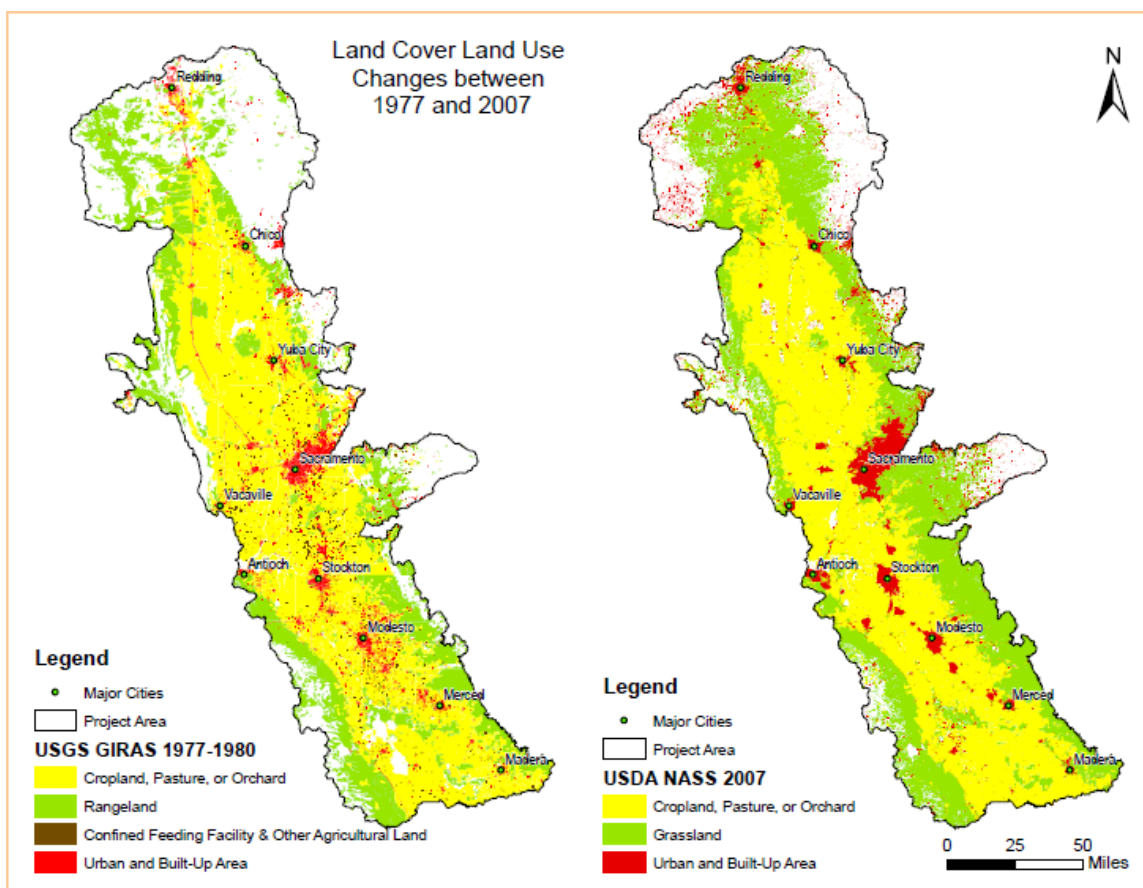 Land Cover Land Use
Changes between
1977 and 2007
N
Redding
Chico
Yuba City
Sacramento
Vacaville
Antioch
Stockton
Modesto
Merced
Madera
Legend
Major Cities
Project Area
USGS GIRAS 1977-1980
Cropland, Pasture, or Orchard
Rangeland
Confined Feeding Facility & Other Agricultural Land
Urban and Built-Up Area
Redding
Chico
Yuba City
Sacramento
Vacaville
Antioch
Stockton
Modesto
Merced
Madera
Legend
Major Cities
Project Area
USDA NASS 2007
Cropland, Pasture, or Orchard
Grassland
Urban and Built-Up Area
0 25 50
Miles